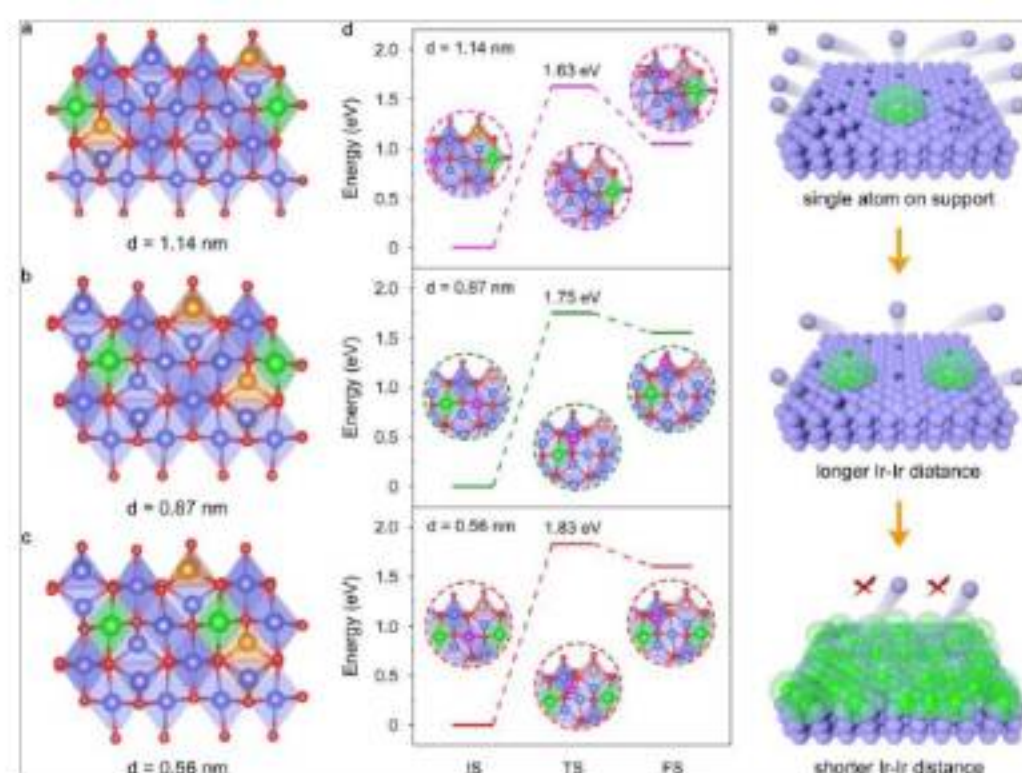 a
d = 1.14 nm
b
d = 0.87 nm
c
d = 0.56 nm
d
Energy (eV)
2.0
1.5
1.0
0.5
0
d = 1.14 nm
1.63 eV
Energy (eV)
2.0
1.5
1.0
0.5
0
d = 0.87 nm
1.75 eV
Energy (eV)
2.0
1.5
1.0
0.5
0
d = 0.56 nm
1.83 eV
IS TS FS
e
single atom on support
longer Ir-Ir diatance
shorter Ir-Ir distance